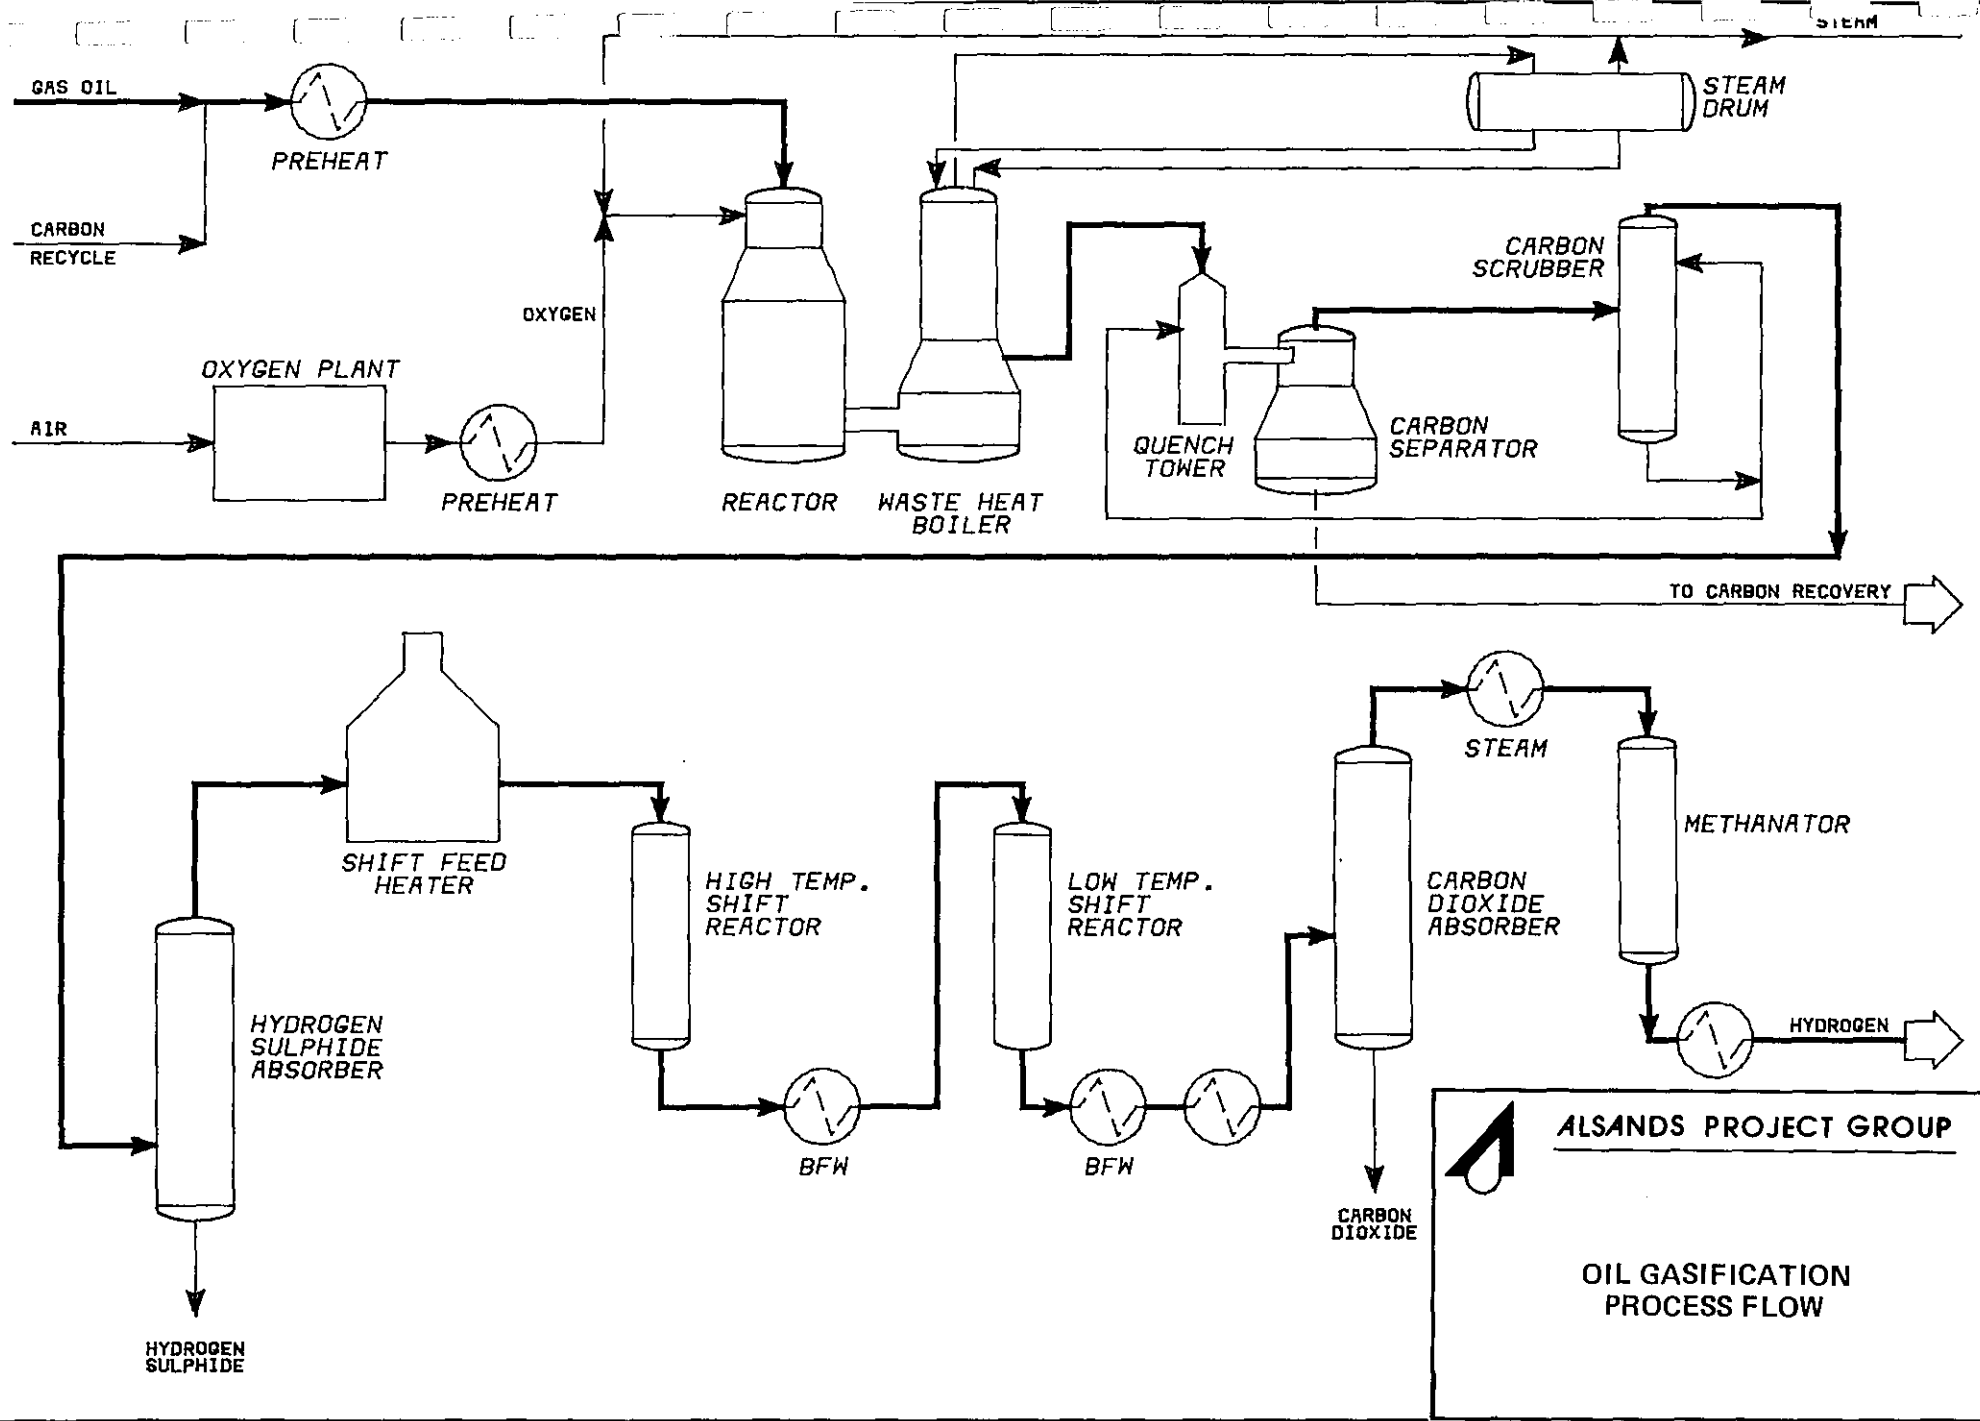 STEAM
GAS OIL
PREHEAT
STEAM
DRUM
CARBON
RECYCLE
CARBON
SCRUBBER
OXYGEN
OXYGEN PLANT
AIR
PREHEAT
REACTOR
WASTE HEAT
BOILER
QUENCH
TOWER
CARBON
SEPARATOR
TO CARBON RECOVERY
STEAM
METHANATOR
SHIFT FEED
HEATER
HIGH TEMP.
SHIFT
REACTOR
LOW TEMP.
SHIFT
REACTOR
CARBON
DIOXIDE
ABSORBER
HYDROGEN
SULPHIDE
ABSORBER
HYDROGEN
BFW
BFW
CARBON
DIOXIDE
HYDROGEN
SULPHIDE
ALSANDS PROJECT GROUP
OIL GASIFICATION
PROCESS FLOW